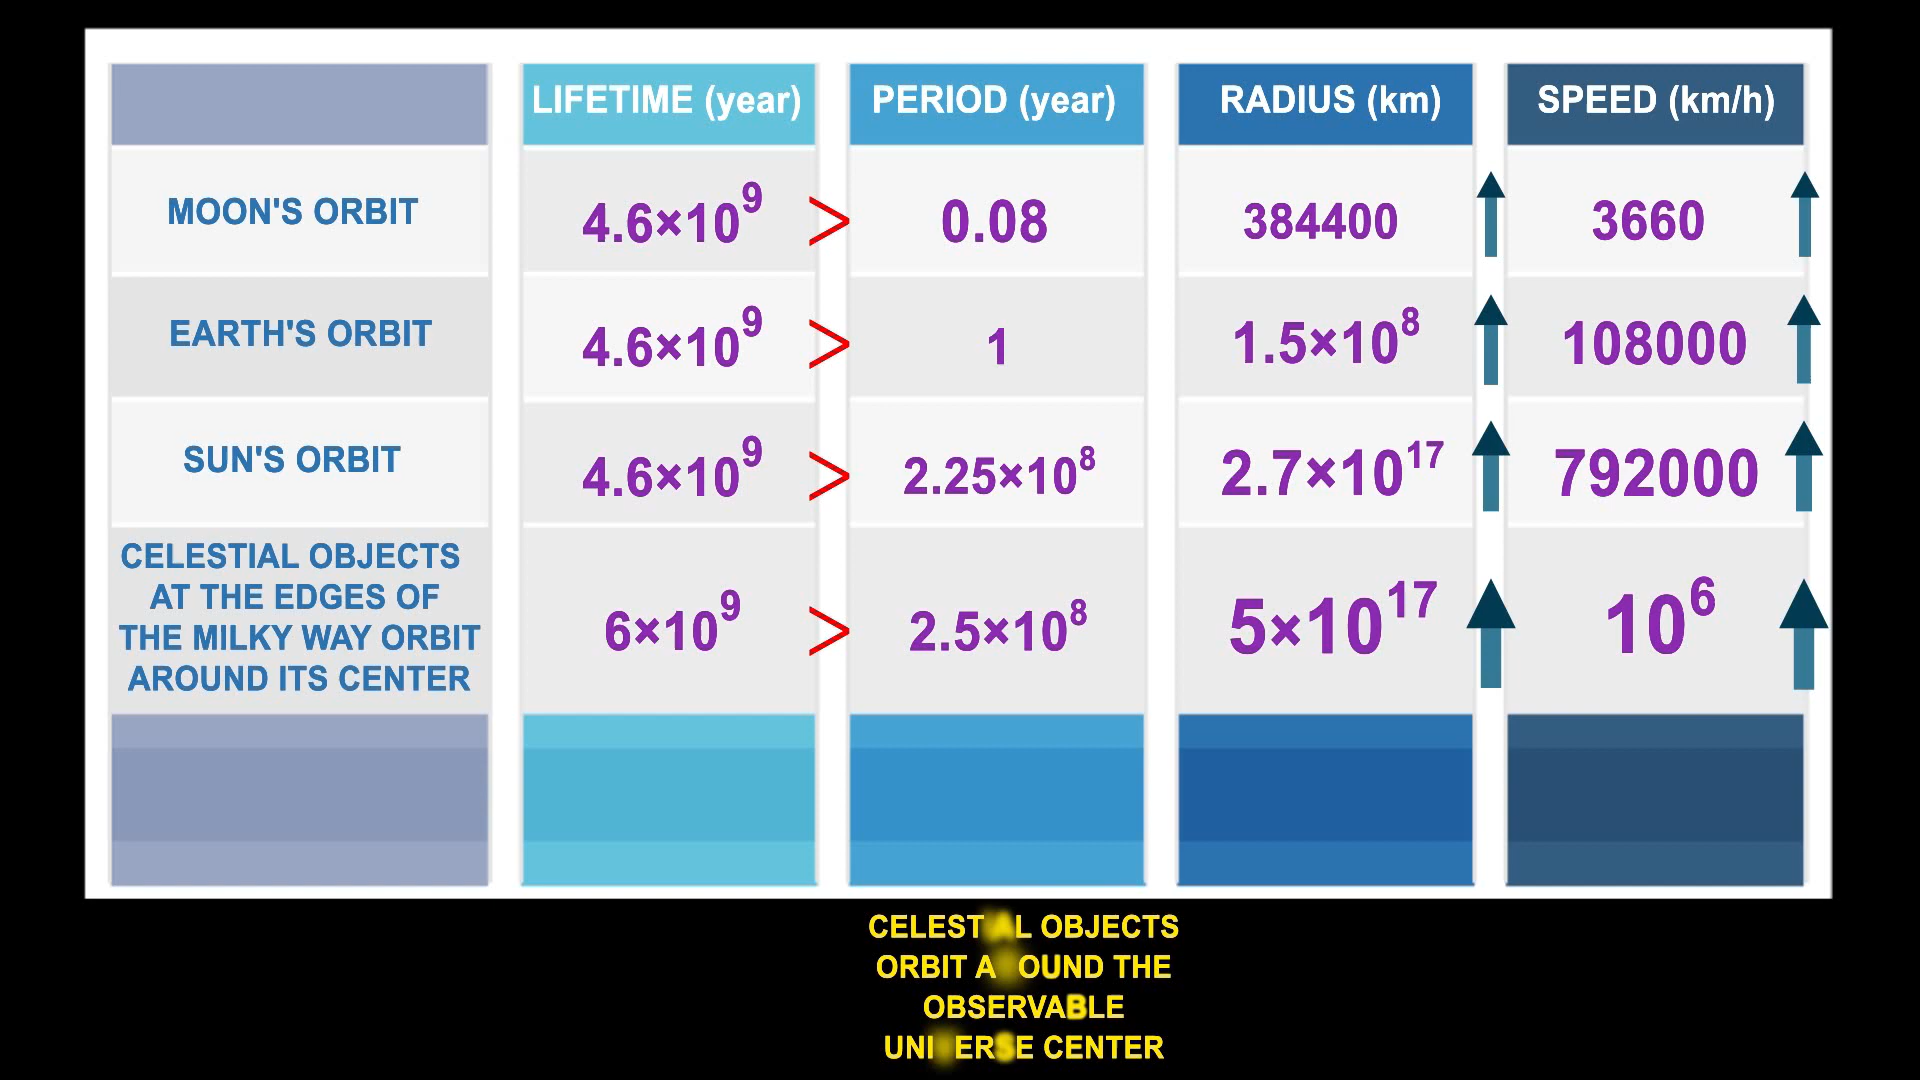 LIFETIME (year) PERIOD (year) RADIUS (km) SPEED (km/h)
MOON'S ORBIT 4.6×10⁹ > 0.08 384400 3660
EARTH'S ORBIT 4.6×10⁹ > 1 1.5×10⁸ 108000
SUN'S ORBIT 4.6×10⁹ > 2.25×10⁸ 2.7×10¹⁷ 792000
CELESTIAL OBJECTS
AT THE EDGES OF
THE MILKY WAY ORBIT
AROUND ITS CENTER
6×10⁹ > 2.5×10⁸ 5×10¹⁷ 10⁶
CELESTIAL OBJECTS
ORBIT AROUND THE
OBSERVABLE
UNIVERSE CENTER